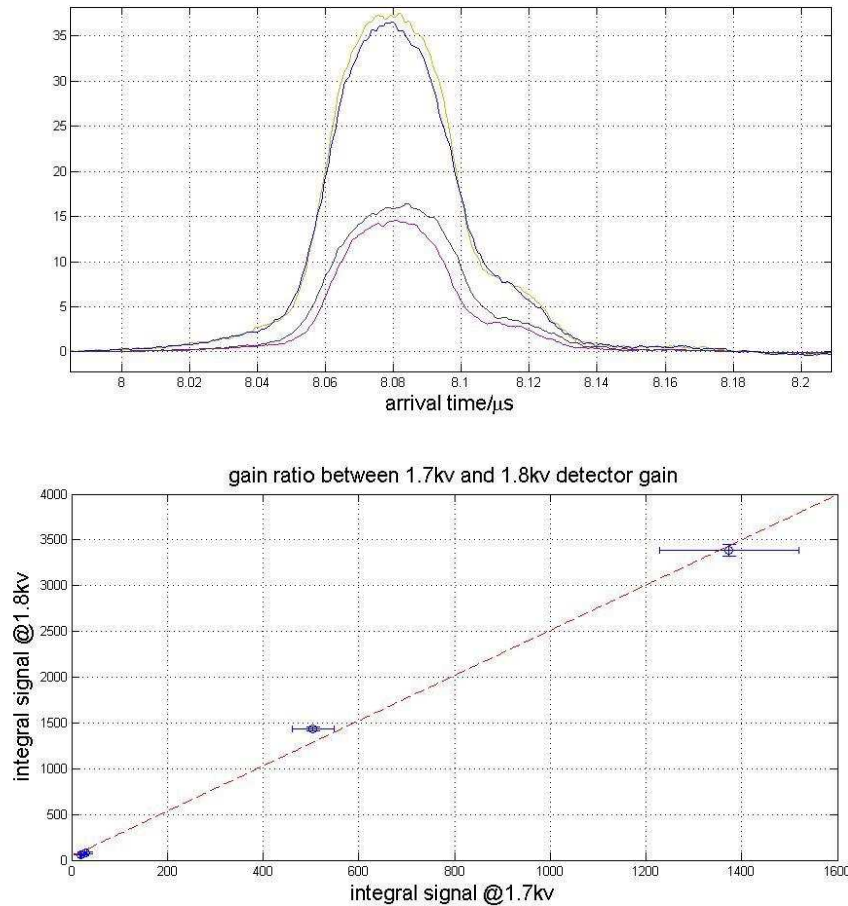 35
30
25
20
15
10
5
0
8 8.02 8.04 8.06 8.08 8.1 8.12 8.14 8.16 8.18 8.2
arrival time/μs
gain ratio between 1.7kv and 1.8kv detector gain
4000
3500
3000
2500
2000
1500
1000
500
0
integral signal @1.8kv
0 200 400 600 800 1000 1200 1400 1600
integral signal @1.7kv